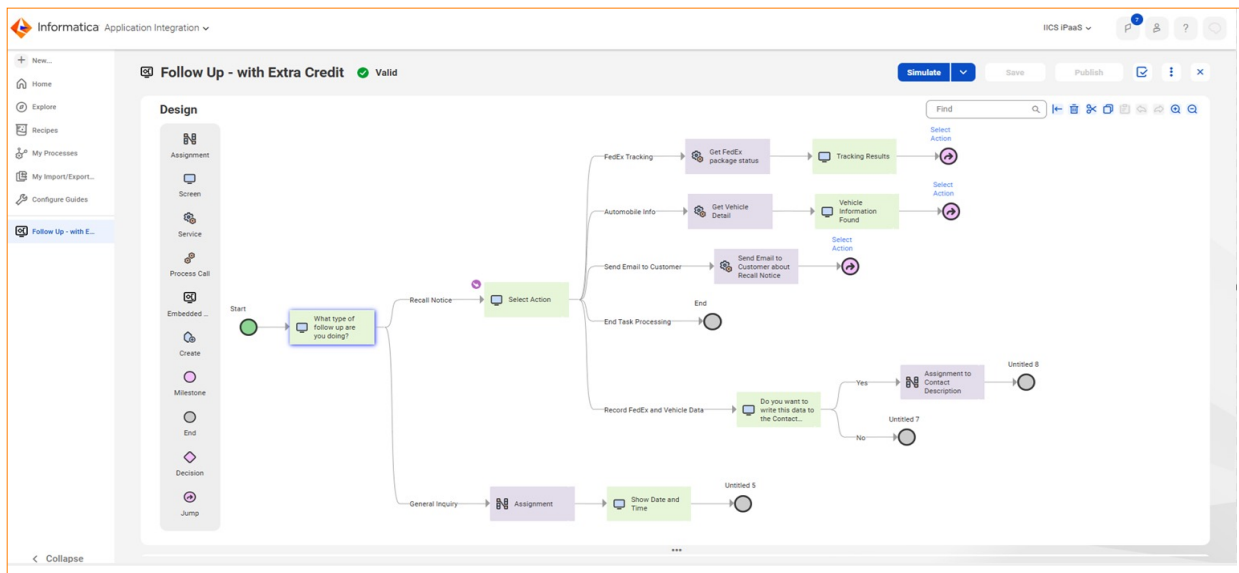 Informatica Application Integration
IICS iPaaS
7
?
New...
Home
Explore
Recipes
My Processes
My Import/Export...
Configure Guides
Follow Up - with E...
Collapse
Follow Up - with Extra Credit
Valid
Simulate
Save
Publish
Design
Find
Assignment
Screen
Service
Process Call
Embedded ...
Create
Milestone
End
Decision
Jump
Start
What type of
follow up are
you doing?
Recall Notice
Select Action
FedEx Tracking
Get FedEx
package status
Tracking Results
Select
Action
Automobile Info
Get Vehicle
Detail
Vehicle
Information
Found
Select
Action
Send Email to Customer
Send Email to
Customer about
Recall Notice
Select
Action
End Task Processing
End
Record FedEx and Vehicle Data
Do you want to
write this data to
the Contact...
Yes
Assignment to
Contact
Description
Untitled 8
No
Untitled 7
General Inquiry
Assignment
Show Date and
Time
Untitled 5